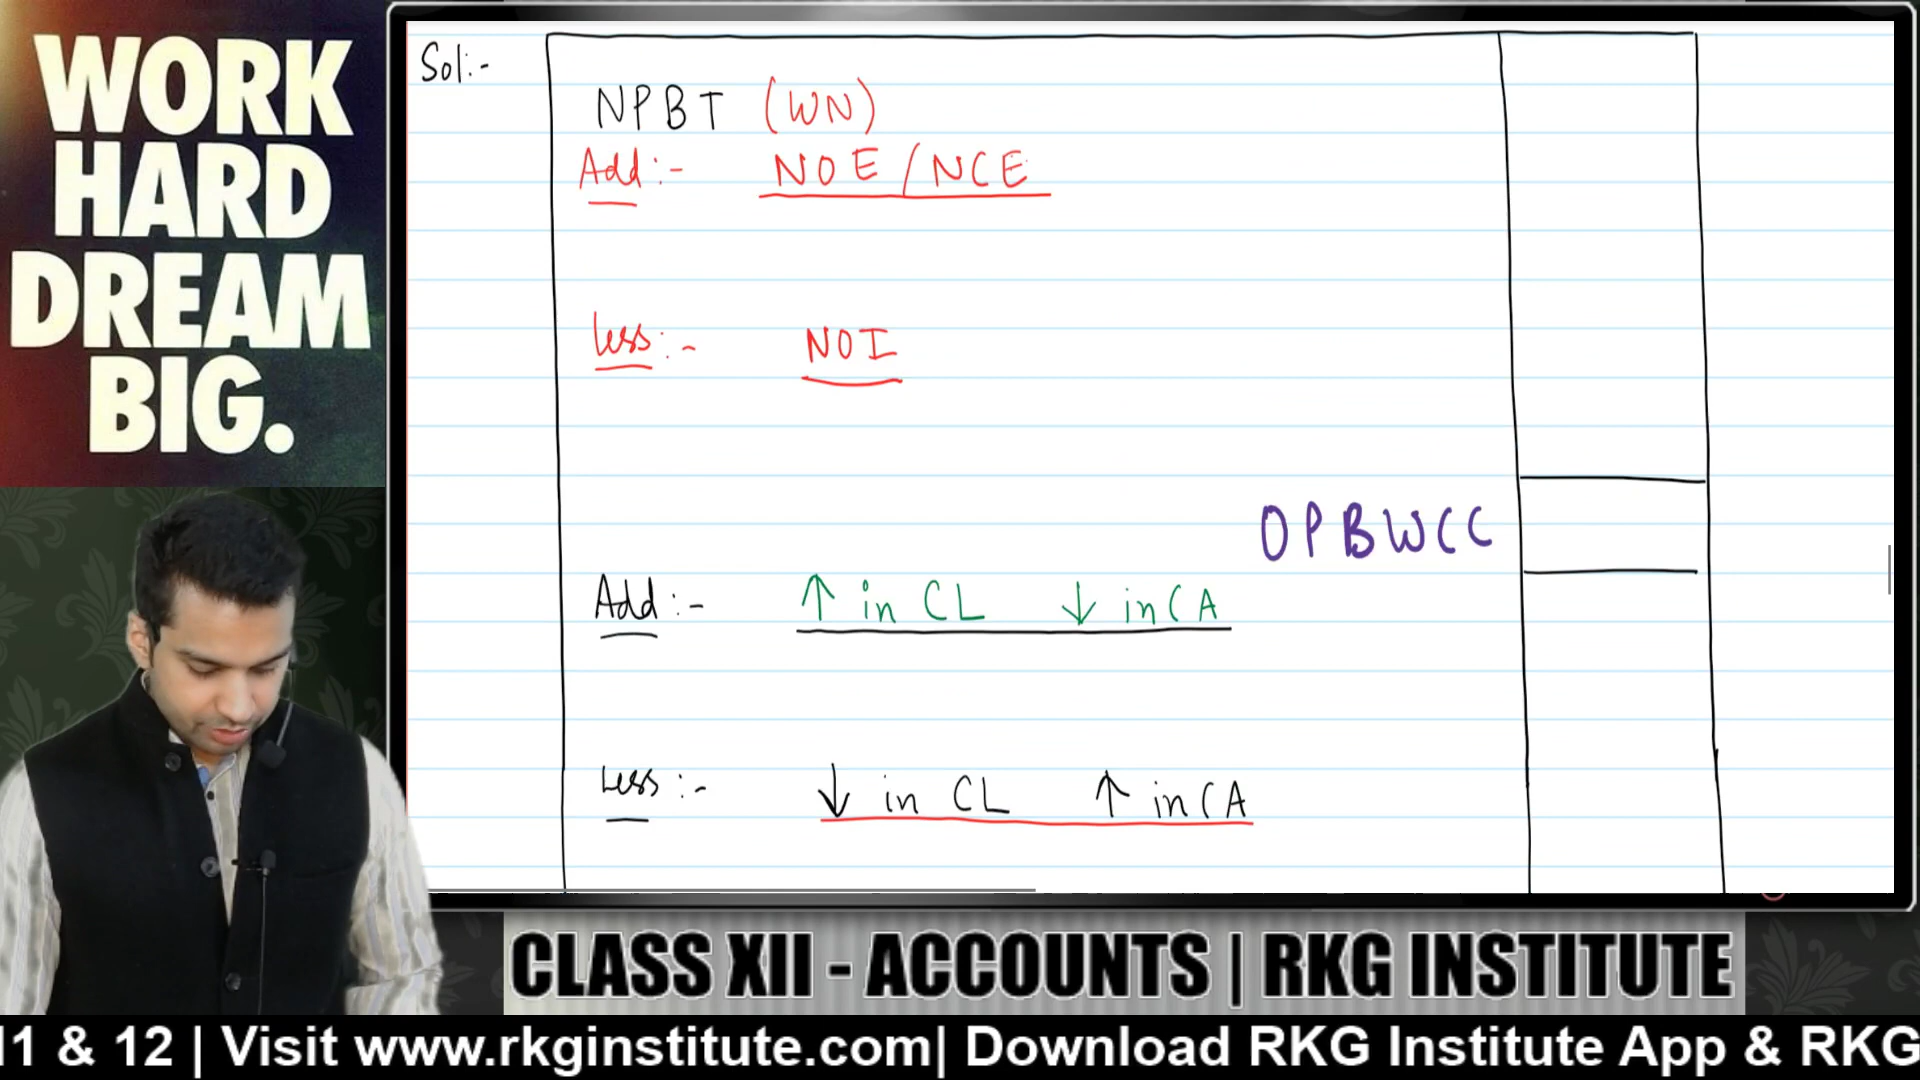 WORK
HARD
DREAM
BIG.
Sol:-
NPBT (WN)
Add:- NOE/NCE
Less:- NOI
OPBWCC
Add:- ↑ in CL ↓ in CA
Less:- ↓ in CL ↑ in CA
CLASS XII - ACCOUNTS | RKG INSTITUTE
11 & 12 | Visit www.rkginstitute.com| Download RKG Institute App & RKG